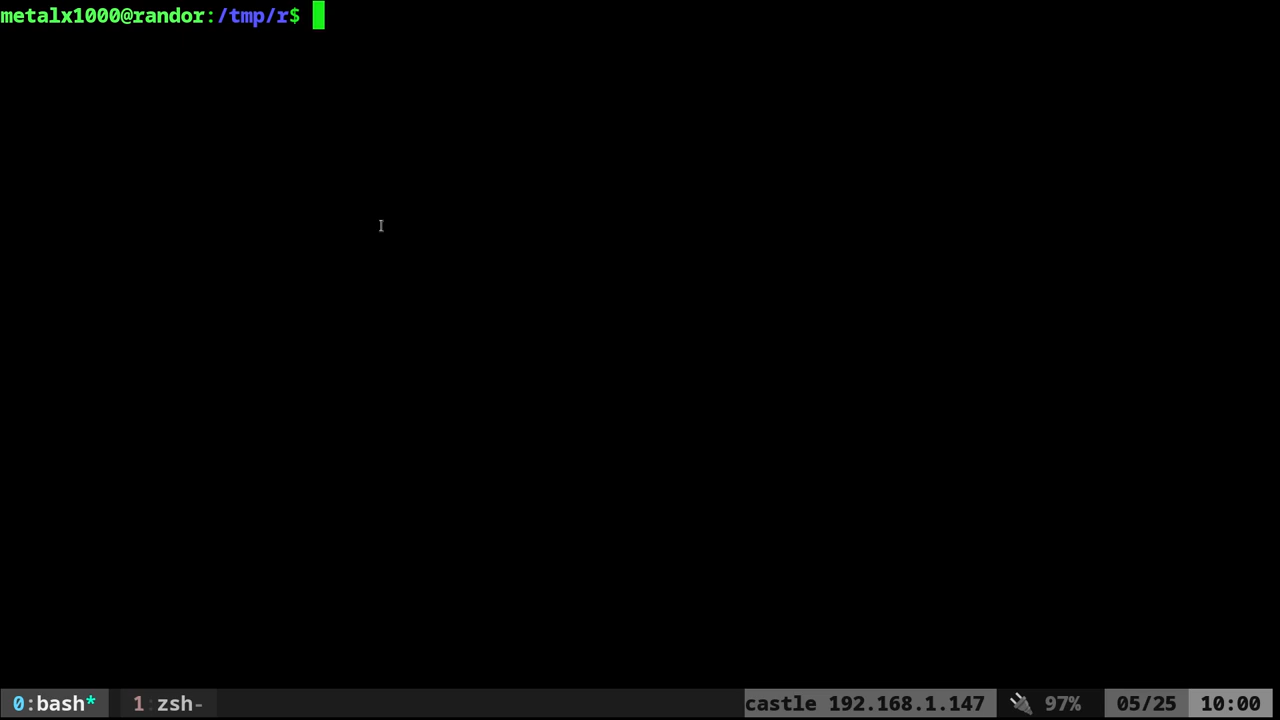 metalx1000@randor:/tmp/r$
0:bash* 1 zsh- castle 192.168.1.147 97% 05/25 10:00